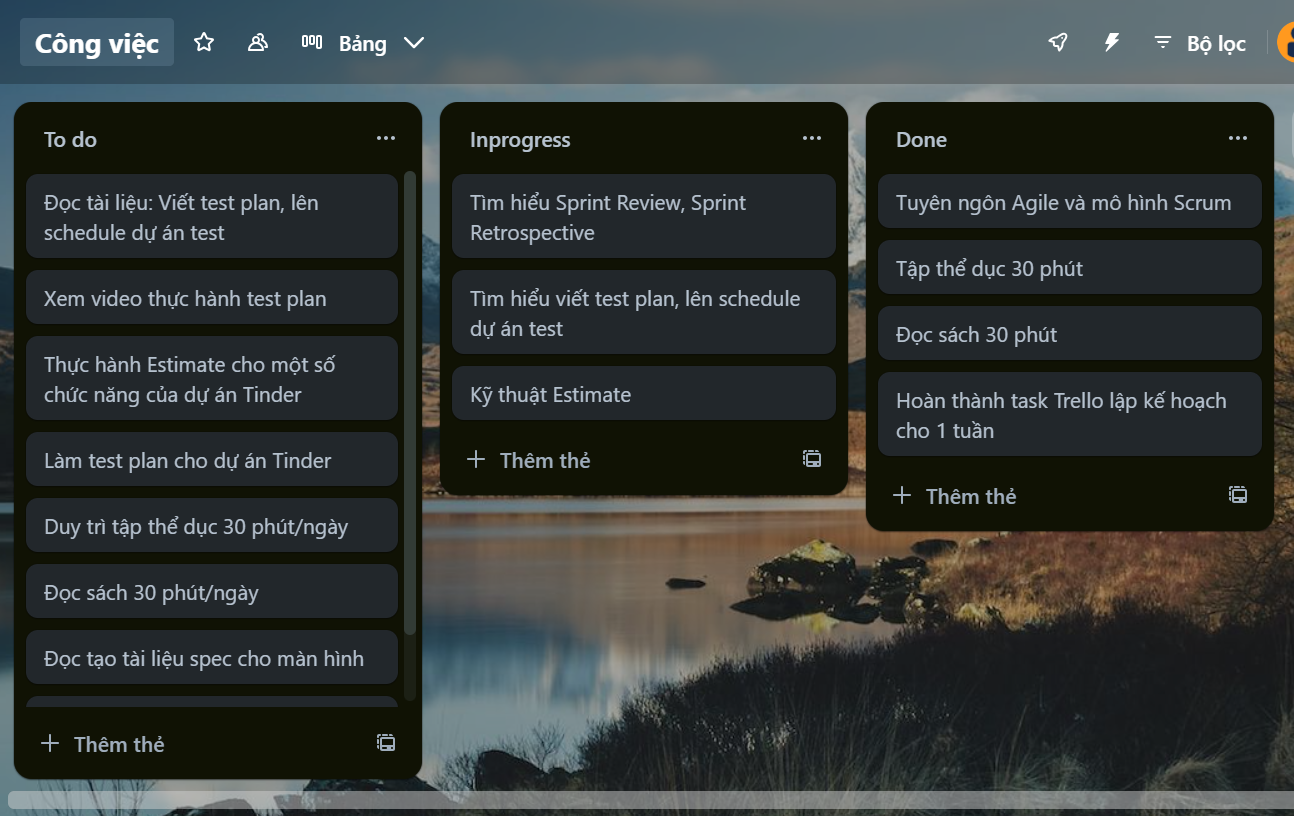 Công việc
Bảng
Bộ lọc
To do
Đọc tài liệu: Viết test plan, lên
schedule dự án test
Xem video thực hành test plan
Thực hành Estimate cho một số
chức năng của dự án Tinder
Làm test plan cho dự án Tinder
Duy trì tập thể dục 30 phút/ngày
Đọc sách 30 phút/ngày
Đọc tạo tài liệu spec cho màn hình
Thêm thẻ
Inprogress
Tìm hiểu Sprint Review, Sprint
Retrospective
Tìm hiểu viết test plan, lên schedule
dự án test
Kỹ thuật Estimate
Thêm thẻ
Done
Tuyên ngôn Agile và mô hình Scrum
Tập thể dục 30 phút
Đọc sách 30 phút
Hoàn thành task Trello lập kế hoạch
cho 1 tuần
Thêm thẻ